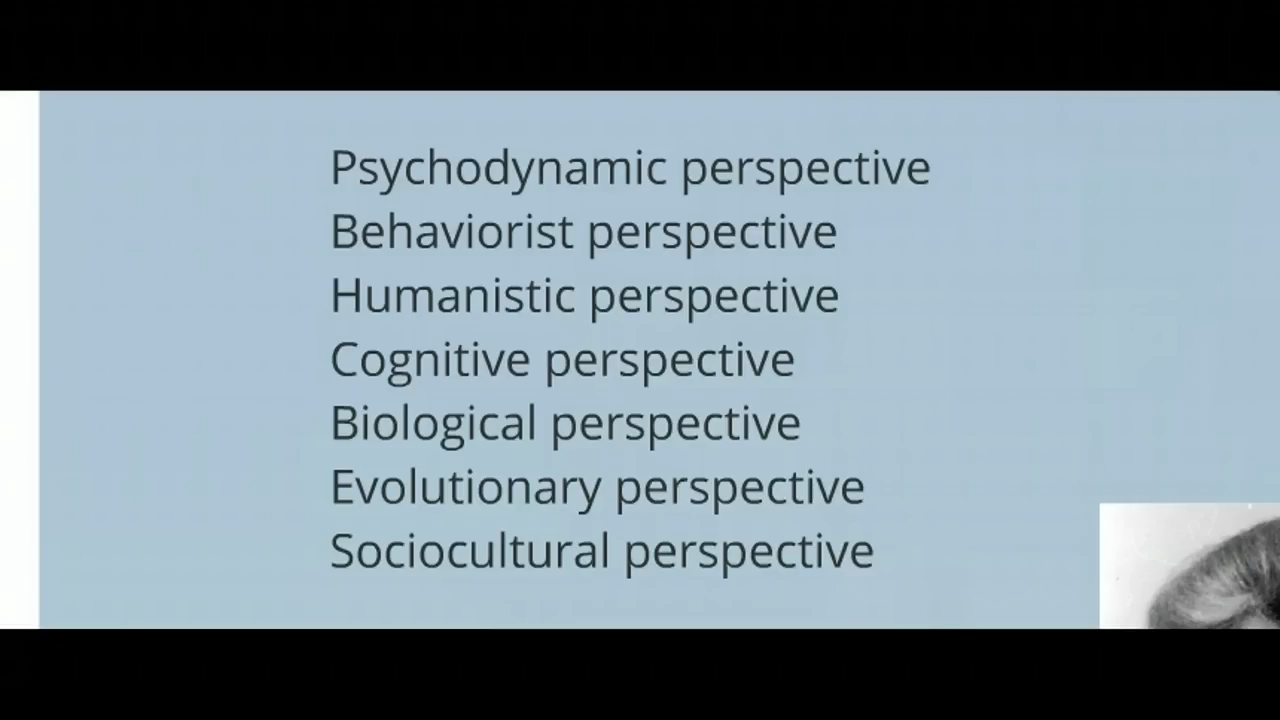 Psychodynamic perspective
Behaviorist perspective
Humanistic perspective
Cognitive perspective
Biological perspective
Evolutionary perspective
Sociocultural perspective